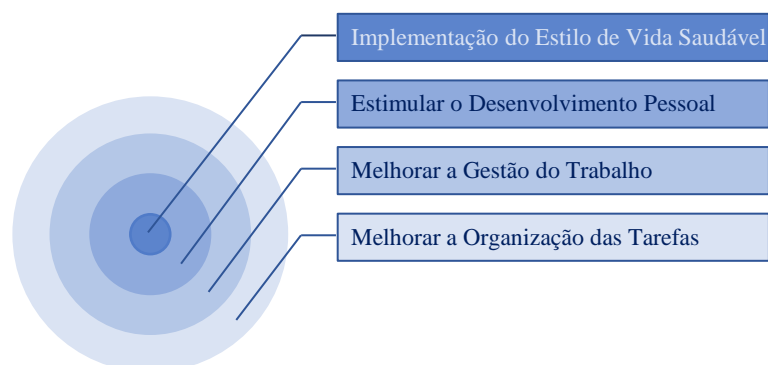 Implementação do Estilo de Vida Saudável
Estimular o Desenvolvimento Pessoal
Melhorar a Gestão do Trabalho
Melhorar a Organização das Tarefas